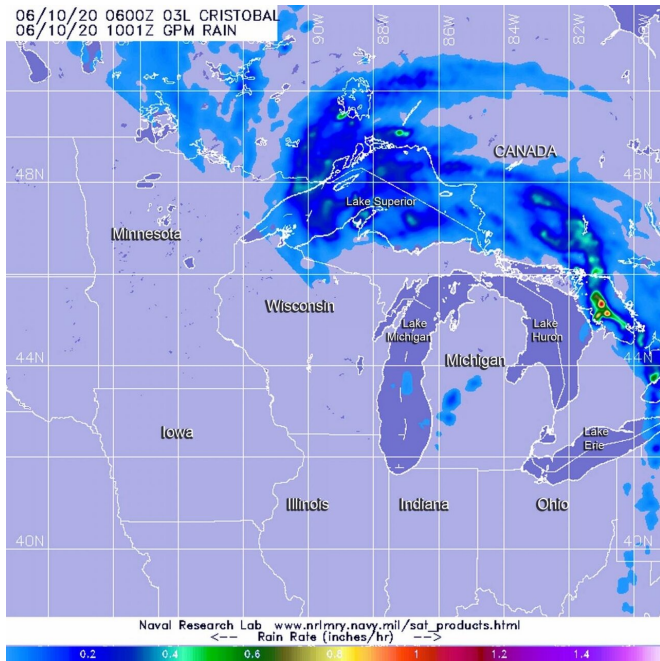 06/10/20 0600Z 03L CRISTOBAL
06/10/20 1001Z GPM RAIN
90W 88W 86W 84W 82W
CANADA
48N 48N
Lake Superior
Minnesota
Wisconsin
Lake Michigan
Lake Huron
Michigan
44N 44N
Iowa
Lake Erie
Illinois Indiana Ohio
40N 40N
Naval Research Lab www.nrlmry.navy.mil/sat_products.html
<-- Rain Rate (inches/hr) -->
0.2 0.4 0.6 0.8 1 1.2 1.4